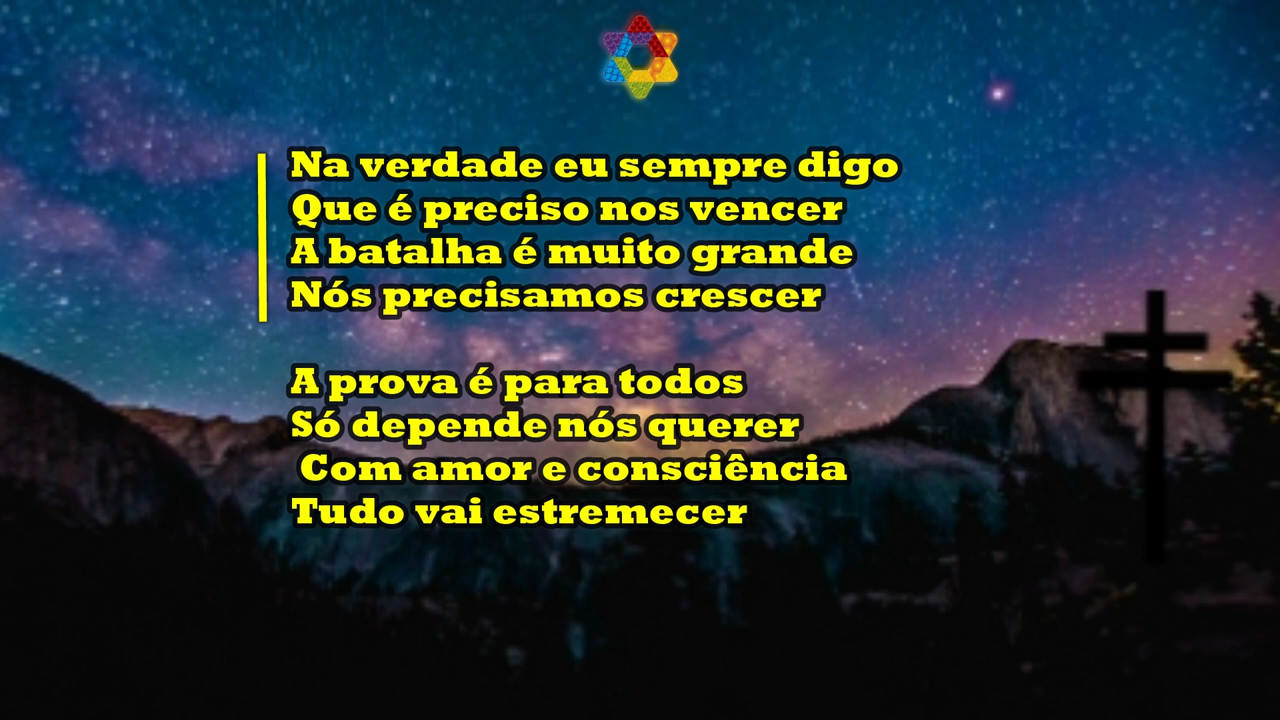 Na verdade eu sempre digo
Que é preciso nos vencer
A batalha é muito grande
Nós precisamos crescer
A prova é para todos
Só depende nós querer
Com amor e consciência
Tudo vai estremecer